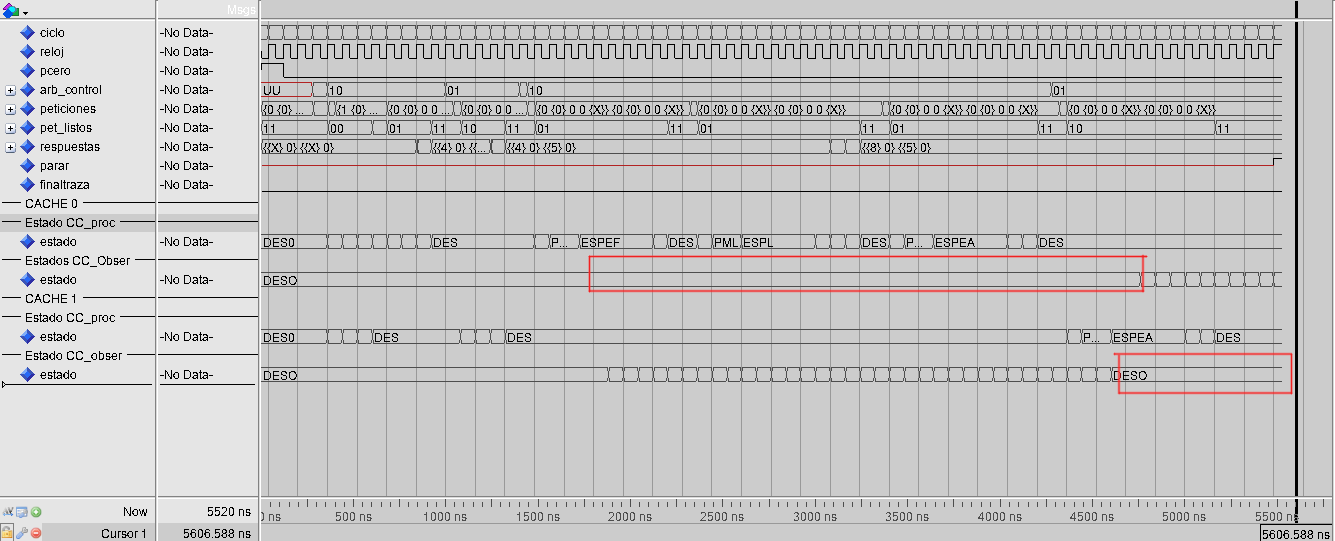 Msgs
ciclo -No Data-
reloj -No Data-
pcero -No Data-
arb_control -No Data- UU 10 01 10 01
peticiones -No Data- {0 {0}... {1 {0}... {0 {0} 0 0 ... {0 {0} 0 0 ... {0 {0} 0 0 {X}} {0 {0} 0 0 {X}} {0 {0} 0 0 {X}} {0 {0} 0 0 {X}} {0 {0} 0 0 {X}} {0 {0} 0 0 {X}} {0 {0} 0 0 {X}} {0 {0} 0 0 {X}}
pet_listos -No Data- 11 00 01 11 10 11 01 11 01 11 01 11 10 11
respuestas -No Data- {{X} 0} {{X} 0} {{4} 0} {{... {{4} 0} {{5} 0} {{8} 0} {{5} 0}
parar -No Data-
finaltraza -No Data-
CACHE 0
Estado CC_proc
estado -No Data- DES0 DES P... ESPEF DES PML ESPL DES P... ESPEA DES
Estados CC_Obser
estado -No Data- DESO
CACHE 1
Estado CC_proc
estado -No Data- DES0 DES DES P... ESPEA DES
Estado CC_obser
estado -No Data- DESO DESO
Now 5520 ns ns 500 ns 1000 ns 1500 ns 2000 ns 2500 ns 3000 ns 3500 ns 4000 ns 4500 ns 5000 ns 5500 ns
Cursor 1 5606.588 ns 5606.588 ns